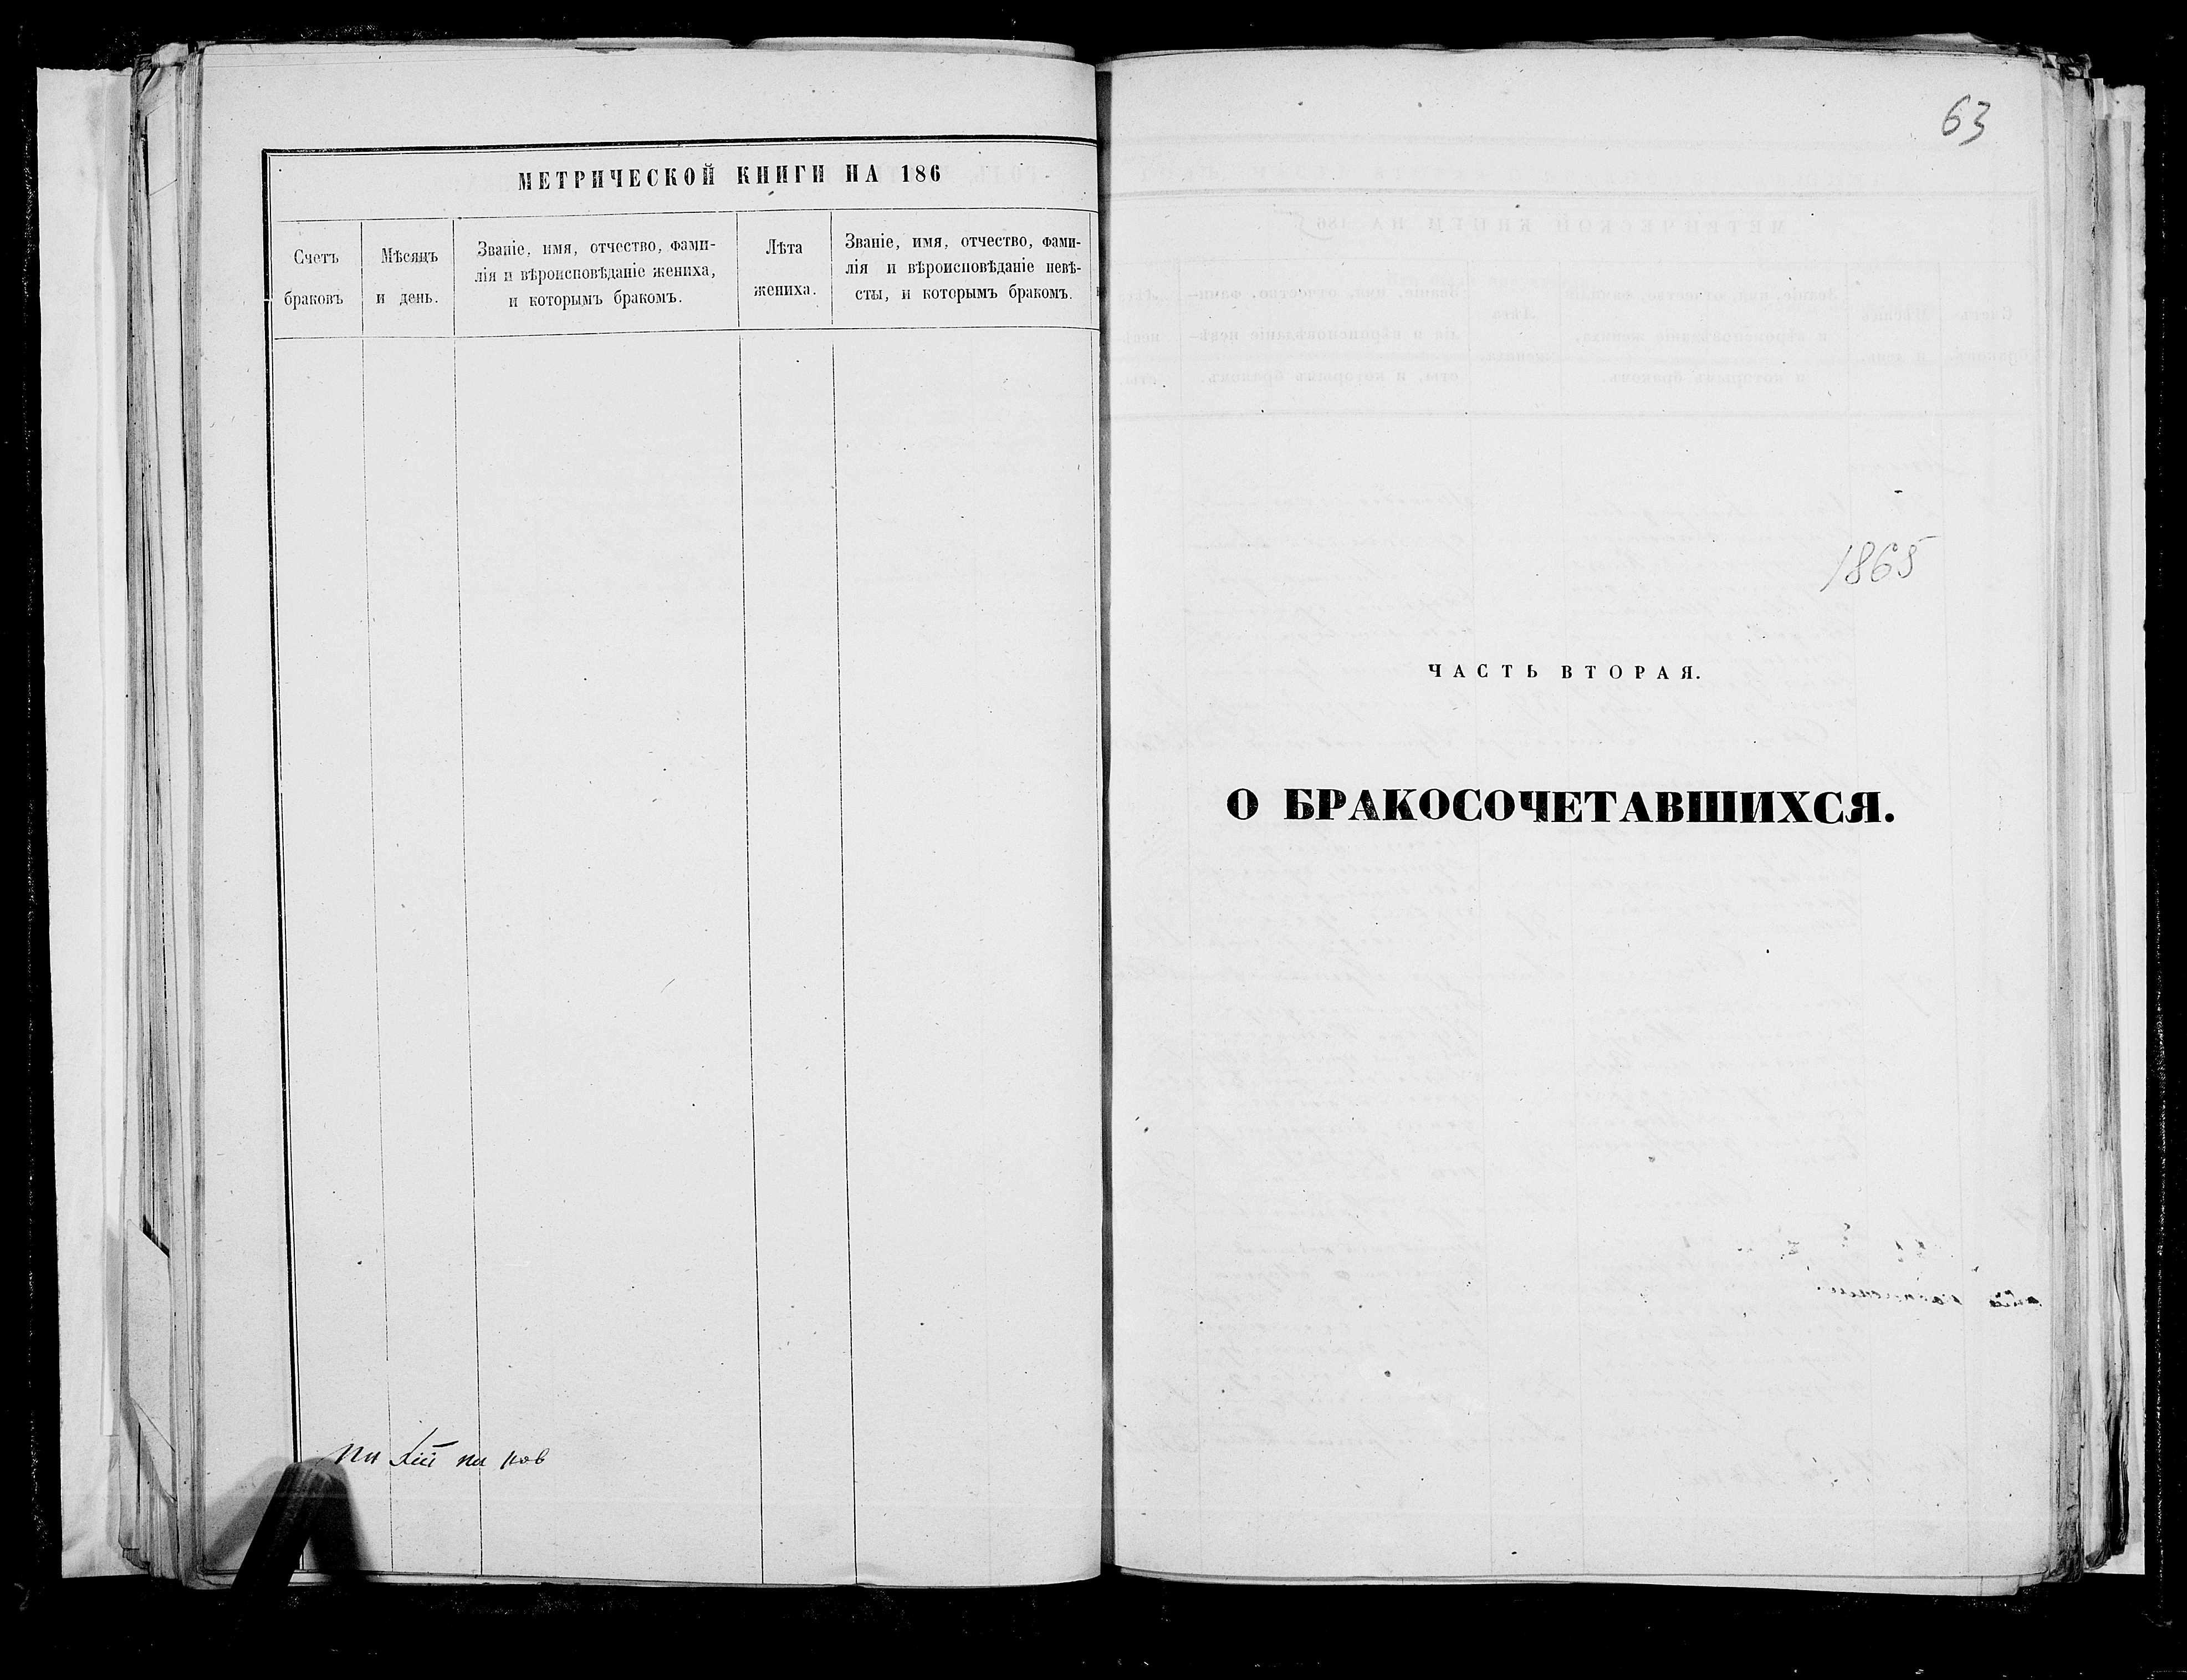 МЕТРИЧЕСКОЙ КНИГИ НА 186
Счетъ
браковъ
Мѣсяцъ
и день.
Званіе, имя, отчество, фами-
лія и вѣроисповѣданіе жениха,
и которымъ бракомъ.
Лѣта
жениха.
Званіе, имя, отчество, фами-
лія и вѣроисповѣданіе невѣ-
сты, и которымъ бракомъ.
63
1865
ЧАСТЬ ВТОРАЯ.
О БРАКОСОЧЕТАВШИХСЯ.